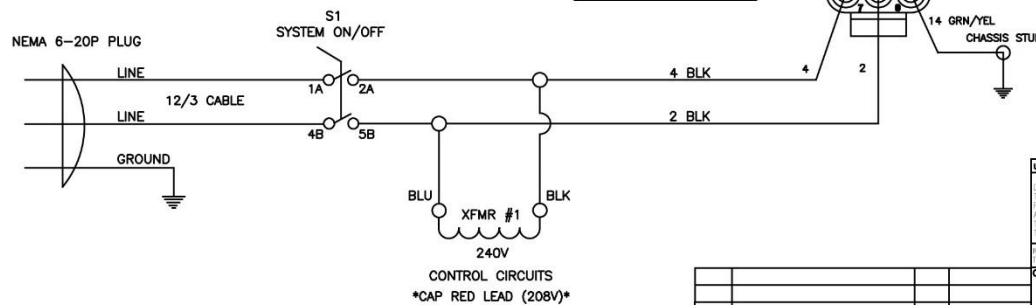 7
8
14 GRN/YEL
CHASSIS STU
S1
SYSTEM ON/OFF
NEMA 6-20P PLUG
LINE
1A
2A
4 BLK
4
2
12/3 CABLE
LINE
4B
5B
2 BLK
GROUND
BLU
BLK
XFMR #1
240V
CONTROL CIRCUITS
*CAP RED LEAD (208V)*